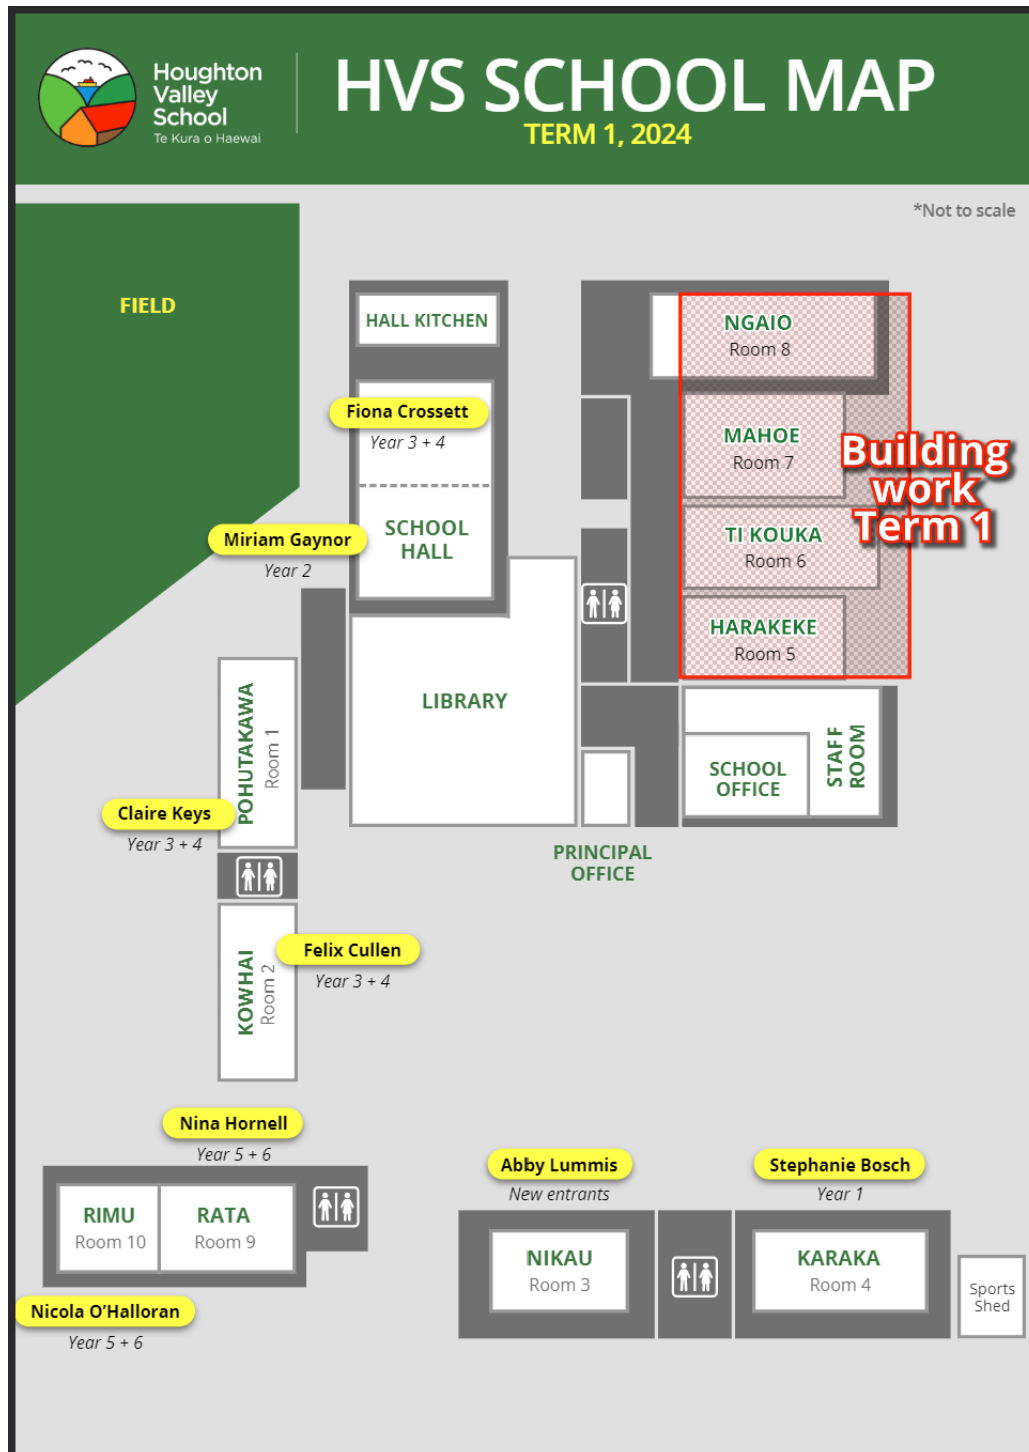 Houghton
Valley
School
Te Kura o Haewai
HVS SCHOOL MAP
TERM 1, 2024
*Not to scale
FIELD
HALL KITCHEN
NGAIO
Room 8
Fiona Crossett
Year 3 + 4
MAHOE
Room 7
Building
work
Term 1
SCHOOL
HALL
Miriam Gaynor
Year 2
TI KOUKA
Room 6
HARAKEKE
Room 5
LIBRARY
POHUTAKAWA
Room 1
SCHOOL
OFFICE
STAFF
ROOM
Claire Keys
Year 3 + 4
PRINCIPAL
OFFICE
KOWHAI
Room 2
Felix Cullen
Year 3 + 4
Nina Hornell
Year 5 + 6
RIMU
Room 10
RATA
Room 9
Nicola O'Halloran
Year 5 + 6
Abby Lummis
New entrants
NIKAU
Room 3
Stephanie Bosch
Year 1
KARAKA
Room 4
Sports
Shed